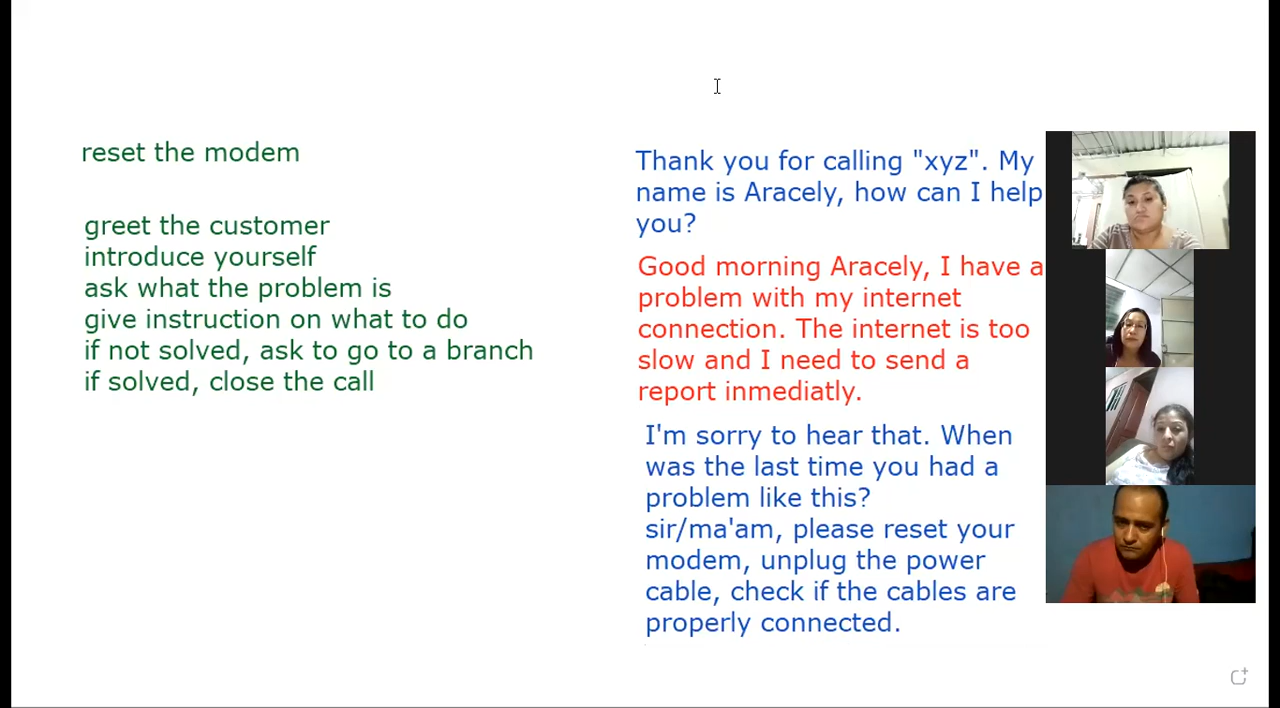 reset the modem
greet the customer
introduce yourself
ask what the problem is
give instruction on what to do
if not solved, ask to go to a branch
if solved, close the call
Thank you for calling "xyz". My
name is Aracely, how can I help
you?
Good morning Aracely, I have a
problem with my internet
connection. The internet is too
slow and I need to send a
report inmediatly.
I'm sorry to hear that. When
was the last time you had a
problem like this?
sir/ma'am, please reset your
modem, unplug the power
cable, check if the cables are
properly connected.